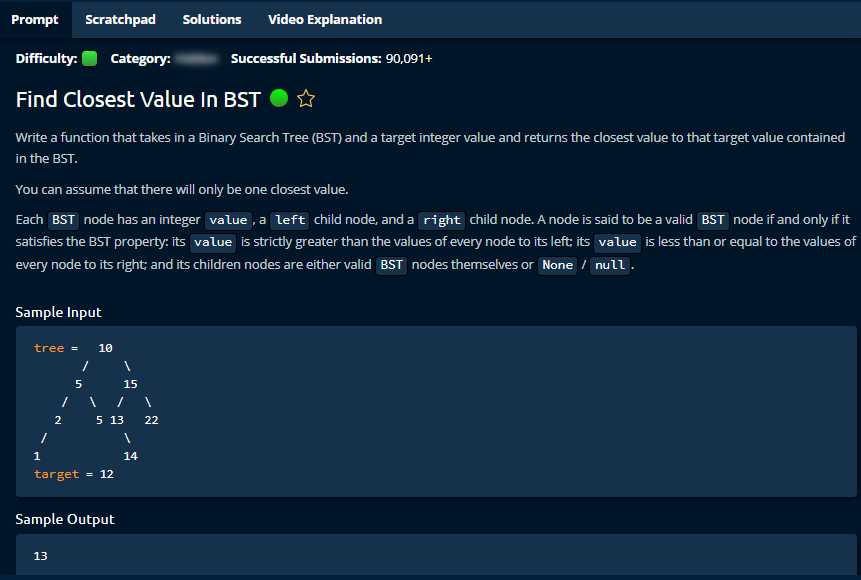 Prompt Scratchpad Solutions Video Explanation
Difficulty: Category: Successful Submissions: 90,091+
Find Closest Value In BST
Write a function that takes in a Binary Search Tree (BST) and a target integer value and returns the closest value to that target value contained
in the BST.
You can assume that there will only be one closest value.
Each BST node has an integer value, a left child node, and a right child node. A node is said to be a valid BST node if and only if it
satisfies the BST property: its value is strictly greater than the values of every node to its left; its value is less than or equal to the values of
every node to its right; and its children nodes are either valid BST nodes themselves or None / null.
Sample Input
tree =   10
       /     \
      5      15
    /   \   /   \
   2     5 13   22
 /           \
1            14
target = 12
Sample Output
13